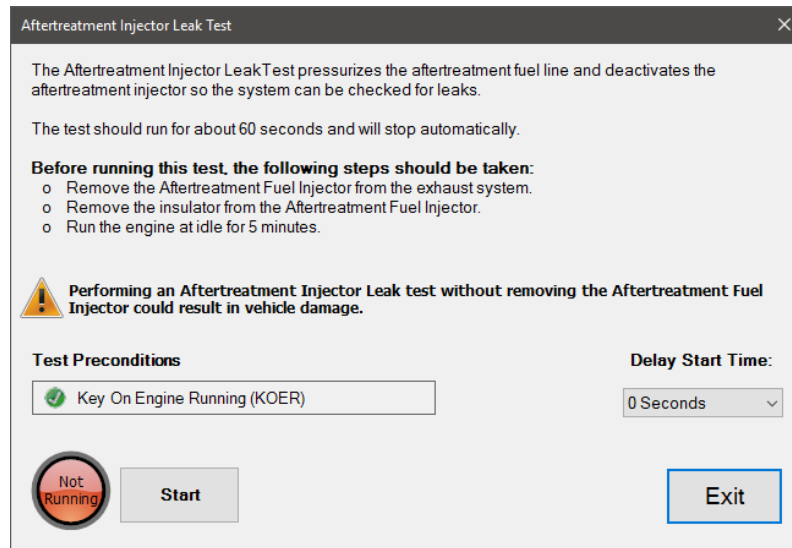 Aftertreatment Injector Leak Test
The Aftertreatment Injector LeakTest pressurizes the aftertreatment fuel line and deactivates the
aftertreatment injector so the system can be checked for leaks.
The test should run for about 60 seconds and will stop automatically.
Before running this test, the following steps should be taken:
o Remove the Aftertreatment Fuel Injector from the exhaust system.
o Remove the insulator from the Aftertreatment Fuel Injector.
o Run the engine at idle for 5 minutes.
Performing an Aftertreatment Injector Leak test without removing the Aftertreatment Fuel
Injector could result in vehicle damage.
Test Preconditions
Delay Start Time:
Key On Engine Running (KOER)
0 Seconds
Not
Running
Start
Exit